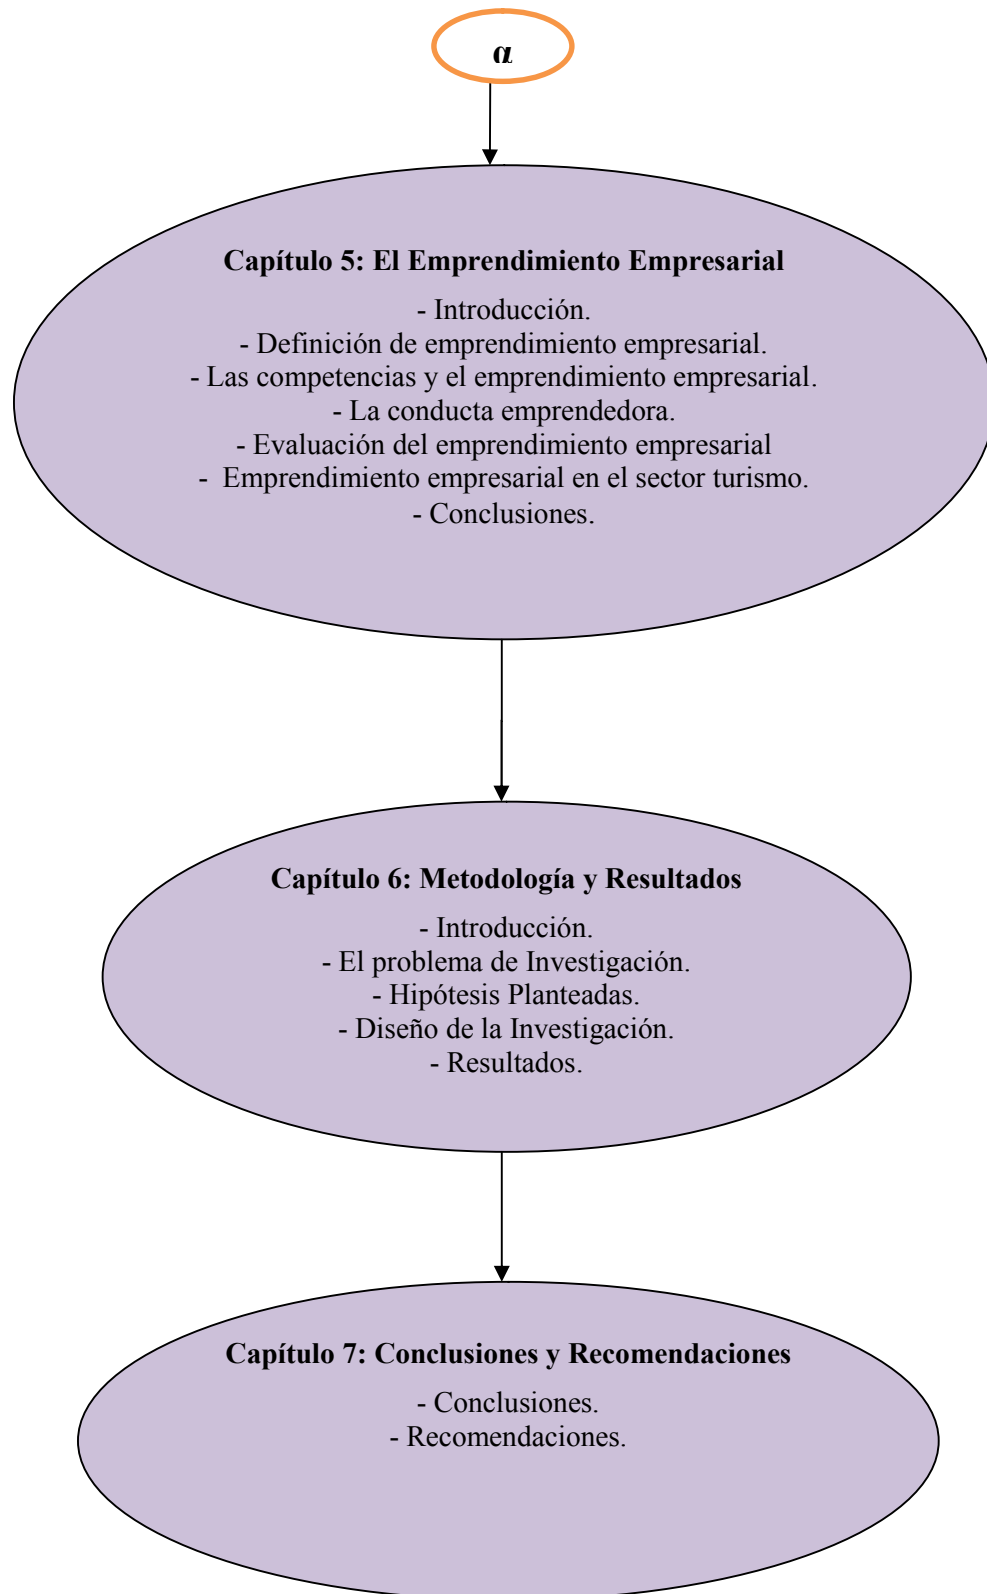 α
Capítulo 5: El Emprendimiento Empresarial
- Introducción.
- Definición de emprendimiento empresarial.
- Las competencias y el emprendimiento empresarial.
- La conducta emprendedora.
- Evaluación del emprendimiento empresarial
- Emprendimiento empresarial en el sector turismo.
- Conclusiones.
Capítulo 6: Metodología y Resultados
- Introducción.
- El problema de Investigación.
- Hipótesis Planteadas.
- Diseño de la Investigación.
- Resultados.
Capítulo 7: Conclusiones y Recomendaciones
- Conclusiones.
- Recomendaciones.